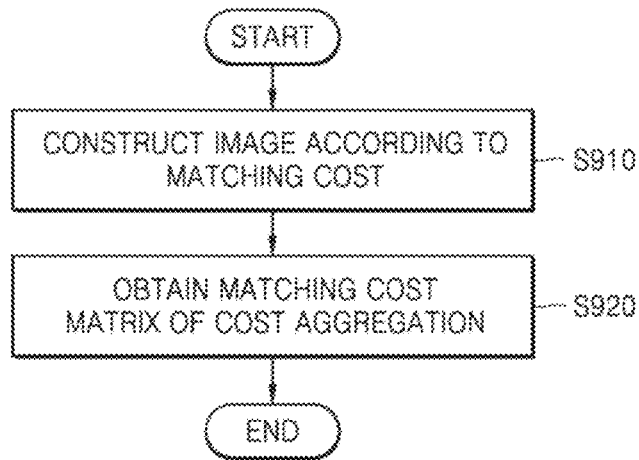 START
CONSTRUCT IMAGE ACCORDING TO
MATCHING COST
S910
OBTAIN MATCHING COST
MATRIX OF COST AGGREGATION
S920
END